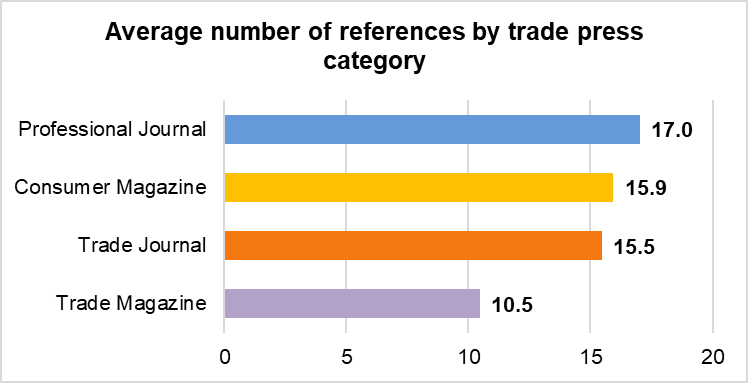 Average number of references by trade press
category
Professional Journal 17.0
Consumer Magazine 15.9
Trade Journal 15.5
Trade Magazine 10.5
0 5 10 15 20